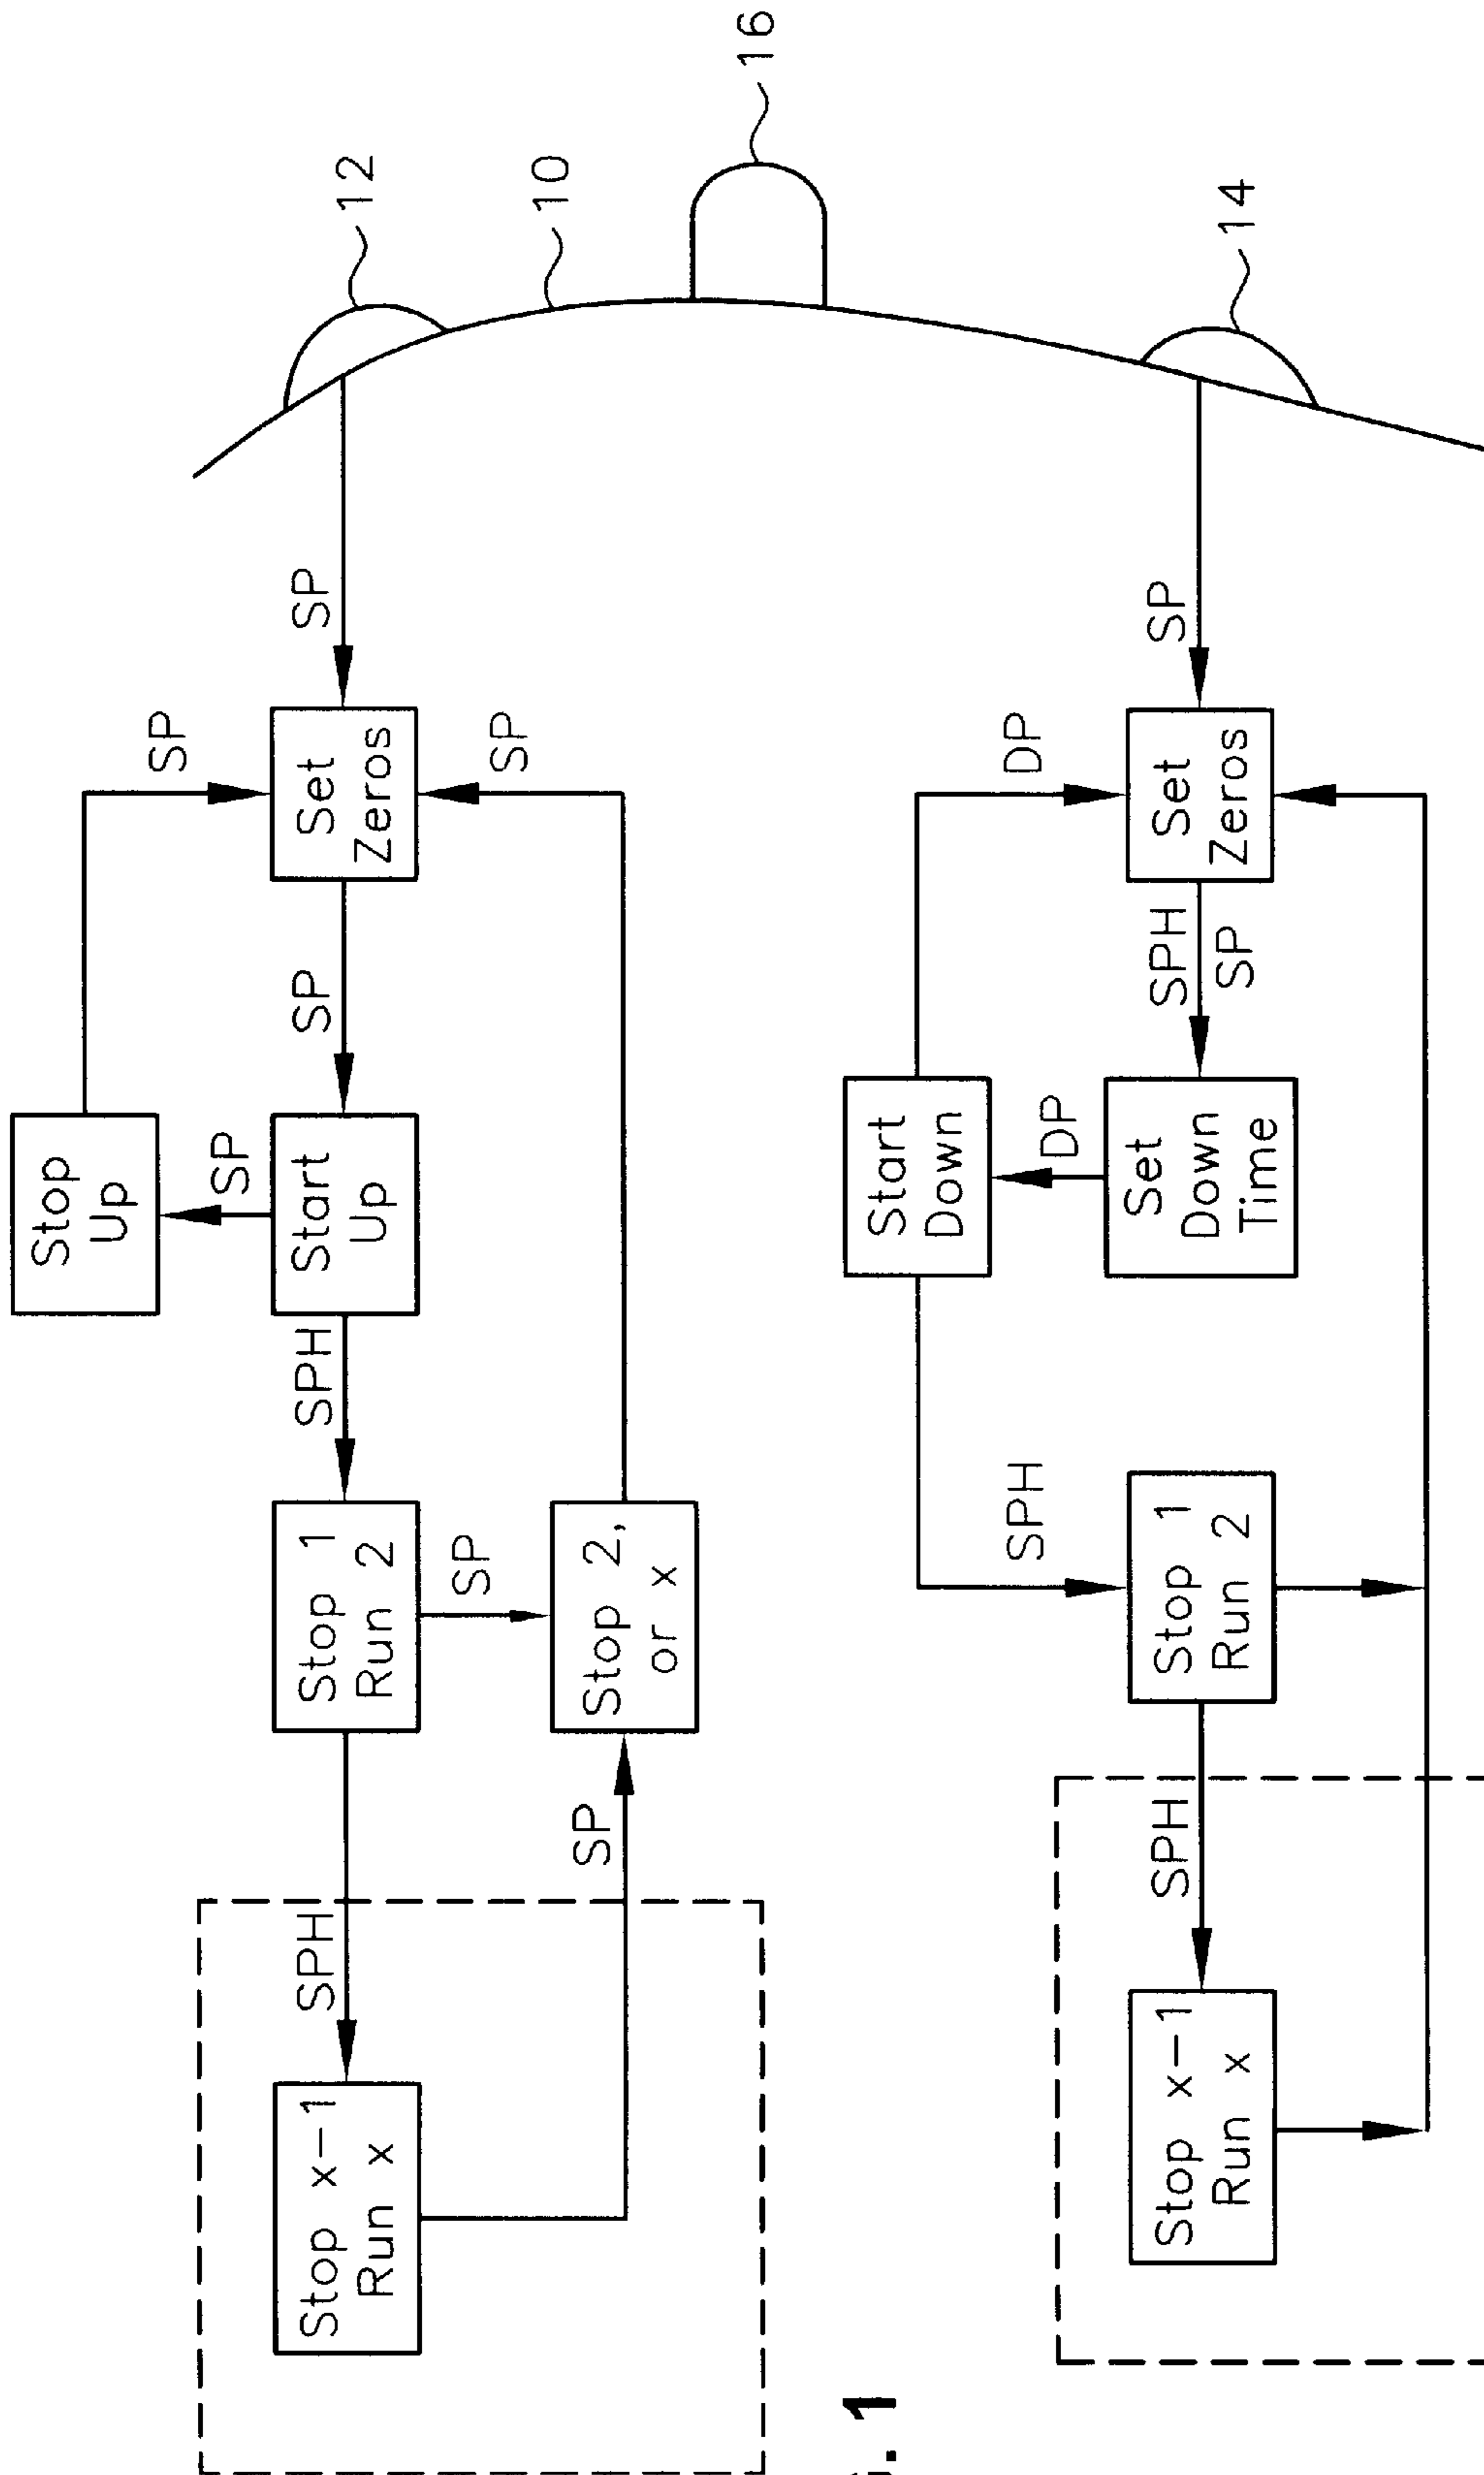 Stop
Up
SP
SP
Stop x-1
Run x
SPH
Stop 1
Run 2
SPH
Start
Up
SP
Set
Zeros
SP
12
SP
SP
10
SP
Stop 2,
or x
16
.1
Start
Down
SPH
DP
DP
Stop x-1
Run x
SPH
Stop 1
Run 2
Set
Down
Time
SPH
SP
Set
Zeros
SP
14